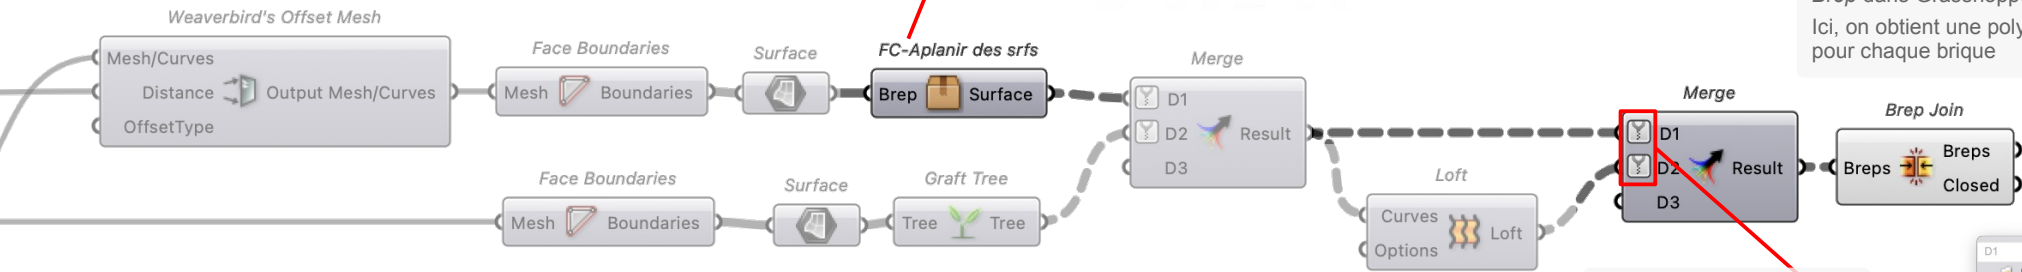 Weaverbird's Offset Mesh
Mesh/Curves
Distance
OffsetType
Output Mesh/Curves
Face Boundaries
Mesh
Boundaries
Surface
FC-Aplanir des srfs
Brep
Surface
Merge
D1
D2
D3
Result
Face Boundaries
Mesh
Boundaries
Surface
Graft Tree
Tree
Tree
Loft
Curves
Options
Loft
Merge
D1
D2
D3
Result
Brep Join
Breps
Breps
Closed
Ici, on obtient une poly
pour chaque brique
D1